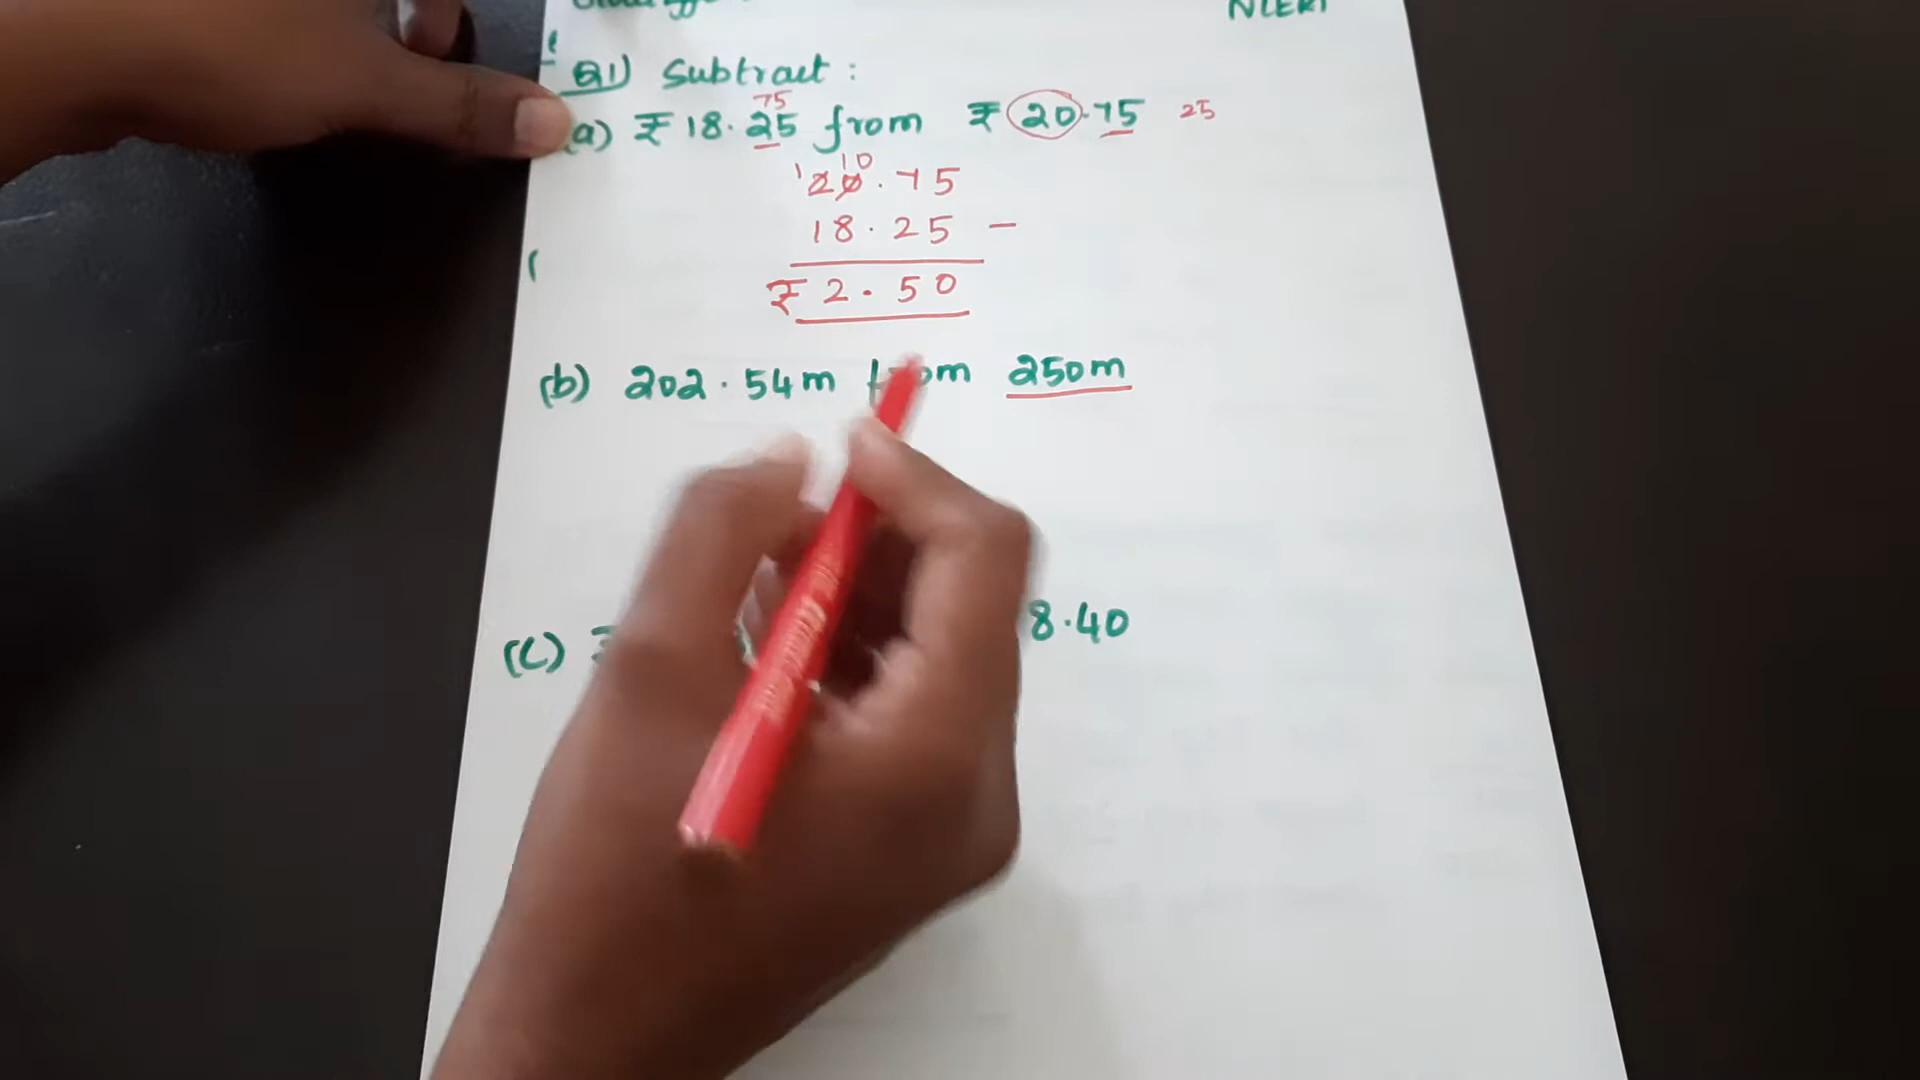 NCERT
Q1) Subtract :
75
(a) ₹ 18.25 from ₹ 20.75 25
1 10
20.75
18.25 -
₹ 2.50
(b) 202.54m from 250m
(C) ₹ 8.40